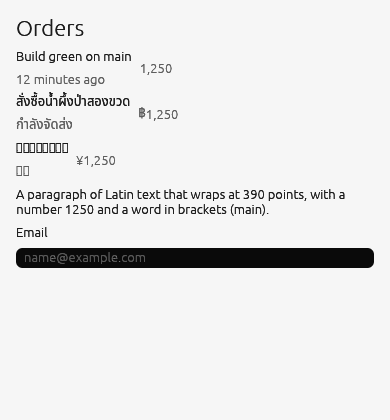 Orders
Build green on main
1,250
12 minutes ago
สั่งซื้อน้ำผึ้งป่าสองขวด
฿1,250
กำลังจัดส่ง
¥1,250
A paragraph of Latin text that wraps at 390 points, with a
number 1250 and a word in brackets (main).
Email
name@example.com